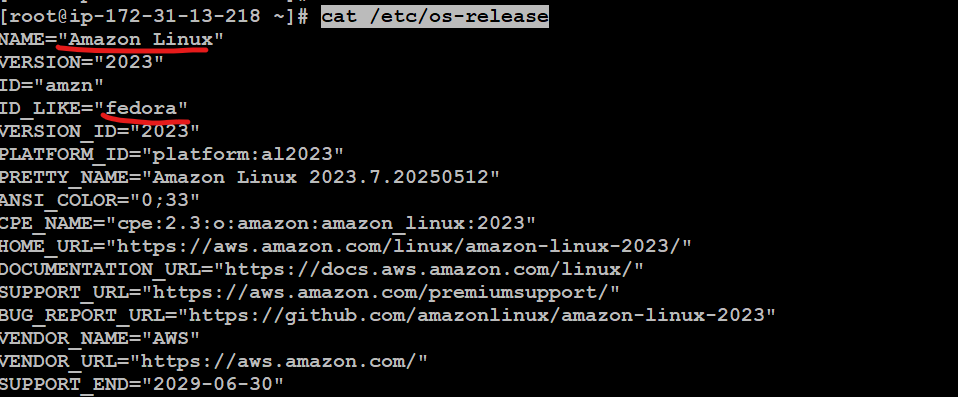 [root@ip-172-31-13-218 ~]# cat /etc/os-release
NAME="Amazon Linux"
VERSION="2023"
ID="amzn"
ID_LIKE="fedora"
VERSION_ID="2023"
PLATFORM_ID="platform:al2023"
PRETTY_NAME="Amazon Linux 2023.7.20250512"
ANSI_COLOR="0;33"
CPE_NAME="cpe:2.3:o:amazon:amazon_linux:2023"
HOME_URL="https://aws.amazon.com/linux/amazon-linux-2023/"
DOCUMENTATION_URL="https://docs.aws.amazon.com/linux/"
SUPPORT_URL="https://aws.amazon.com/premiumsupport/"
BUG_REPORT_URL="https://github.com/amazonlinux/amazon-linux-2023"
VENDOR_NAME="AWS"
VENDOR_URL="https://aws.amazon.com/"
SUPPORT_END="2029-06-30"